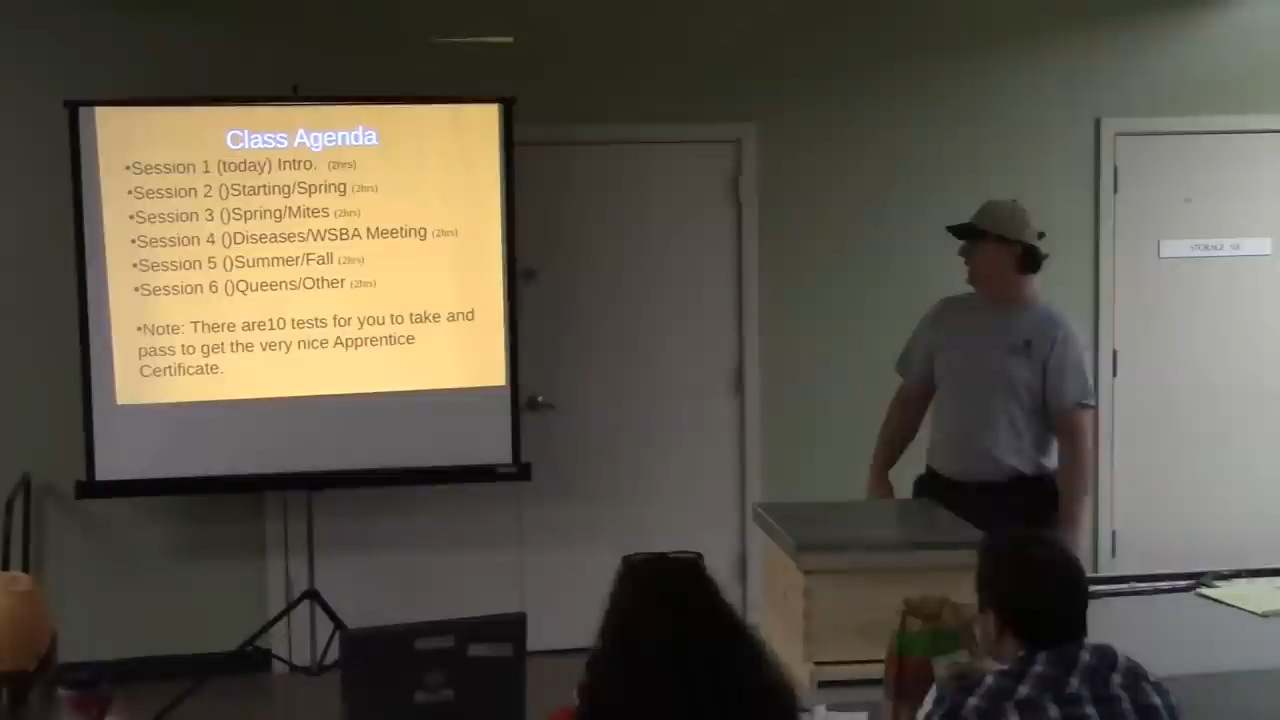 Class Agenda
•Session 1 (today) Intro. (2hrs)
•Session 2 ()Starting/Spring (2hrs)
•Session 3 ()Spring/Mites (2hrs)
•Session 4 ()Diseases/WSBA Meeting (2hrs)
•Session 5 ()Summer/Fall (2hrs)
•Session 6 ()Queens/Other (2hrs)
•Note: There are10 tests for you to take and
pass to get the very nice Apprentice
Certificate.
STORAGE